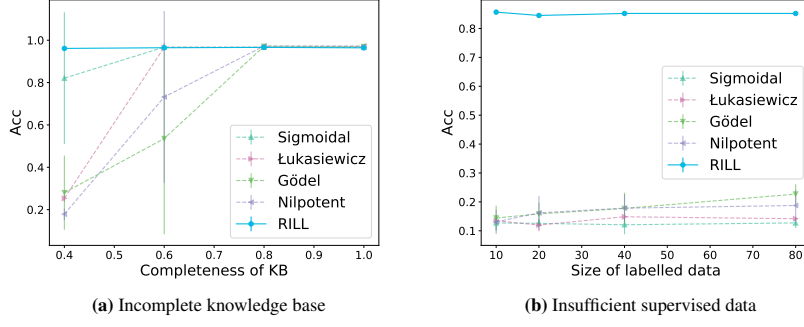 1.0
0.8
0.6
0.4
0.2
Acc
Sigmoidal
Łukasiewicz
Gödel
Nilpotent
RILL
0.4 0.5 0.6 0.7 0.8 0.9 1.0
Completeness of KB
(a) Incomplete knowledge base
0.8
0.7
0.6
0.5
0.4
0.3
0.2
0.1
Acc
Sigmoidal
Łukasiewicz
Gödel
Nilpotent
RILL
10 20 30 40 50 60 70 80
Size of labelled data
(b) Insufficient supervised data